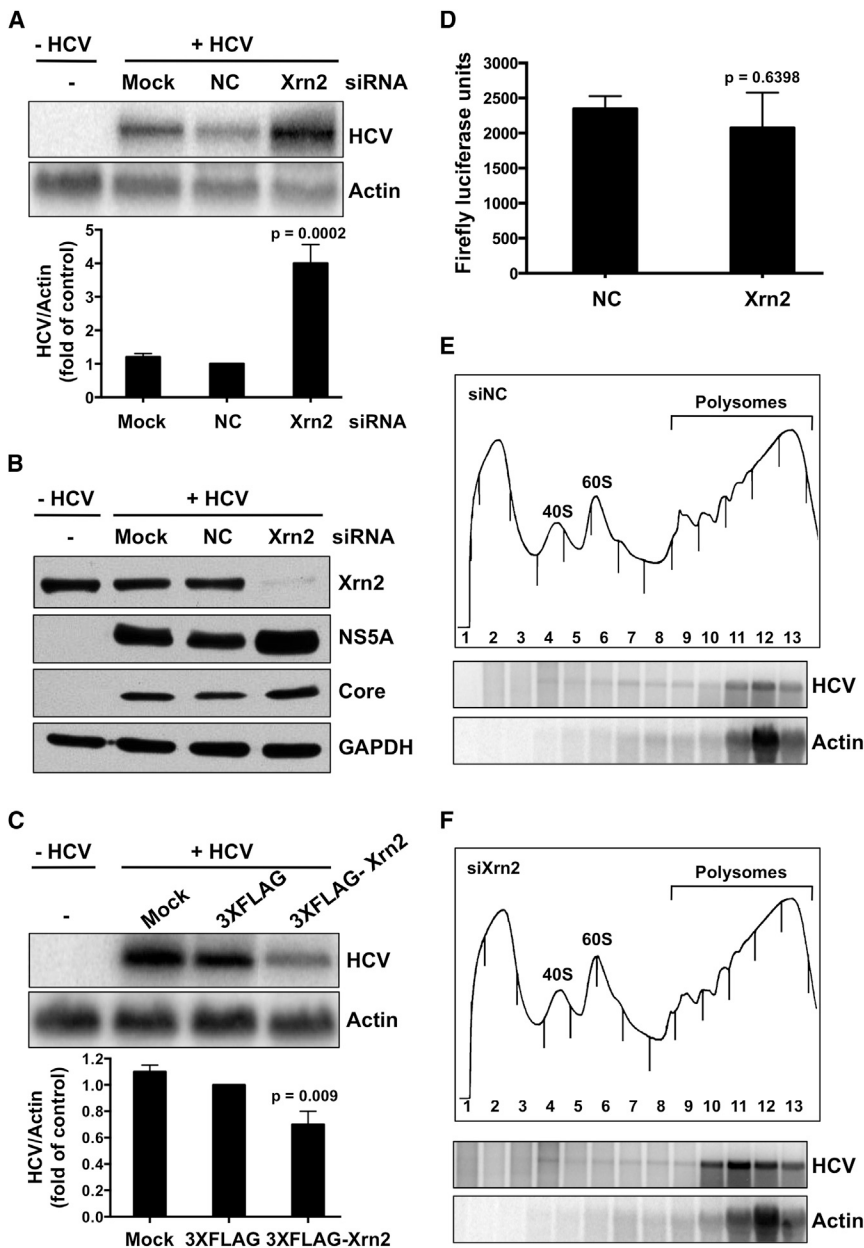 A
- HCV + HCV
- Mock NC Xrn2 siRNA
HCV
Actin
p = 0.0002
HCV/Actin
(fold of control)
5
4
3
2
1
0
Mock NC Xrn2 siRNA
B
- HCV + HCV
- Mock NC Xrn2 siRNA
Xrn2
NS5A
Core
GAPDH
C
- HCV + HCV
- Mock 3XFLAG 3XFLAG- Xrn2
HCV
Actin
p = 0.009
HCV/Actin
(fold of control)
1.2
1.0
0.8
0.6
0.4
0.2
0.0
Mock 3XFLAG 3XFLAG-Xrn2
D
p = 0.6398
Firefly luciferase units
3000
2500
2000
1500
1000
500
0
NC Xrn2
E
siNC
Polysomes
40S
60S
1 2 3 4 5 6 7 8 9 10 11 12 13
HCV
Actin
F
siXrn2
Polysomes
40S
60S
1 2 3 4 5 6 7 8 9 10 11 12 13
HCV
Actin